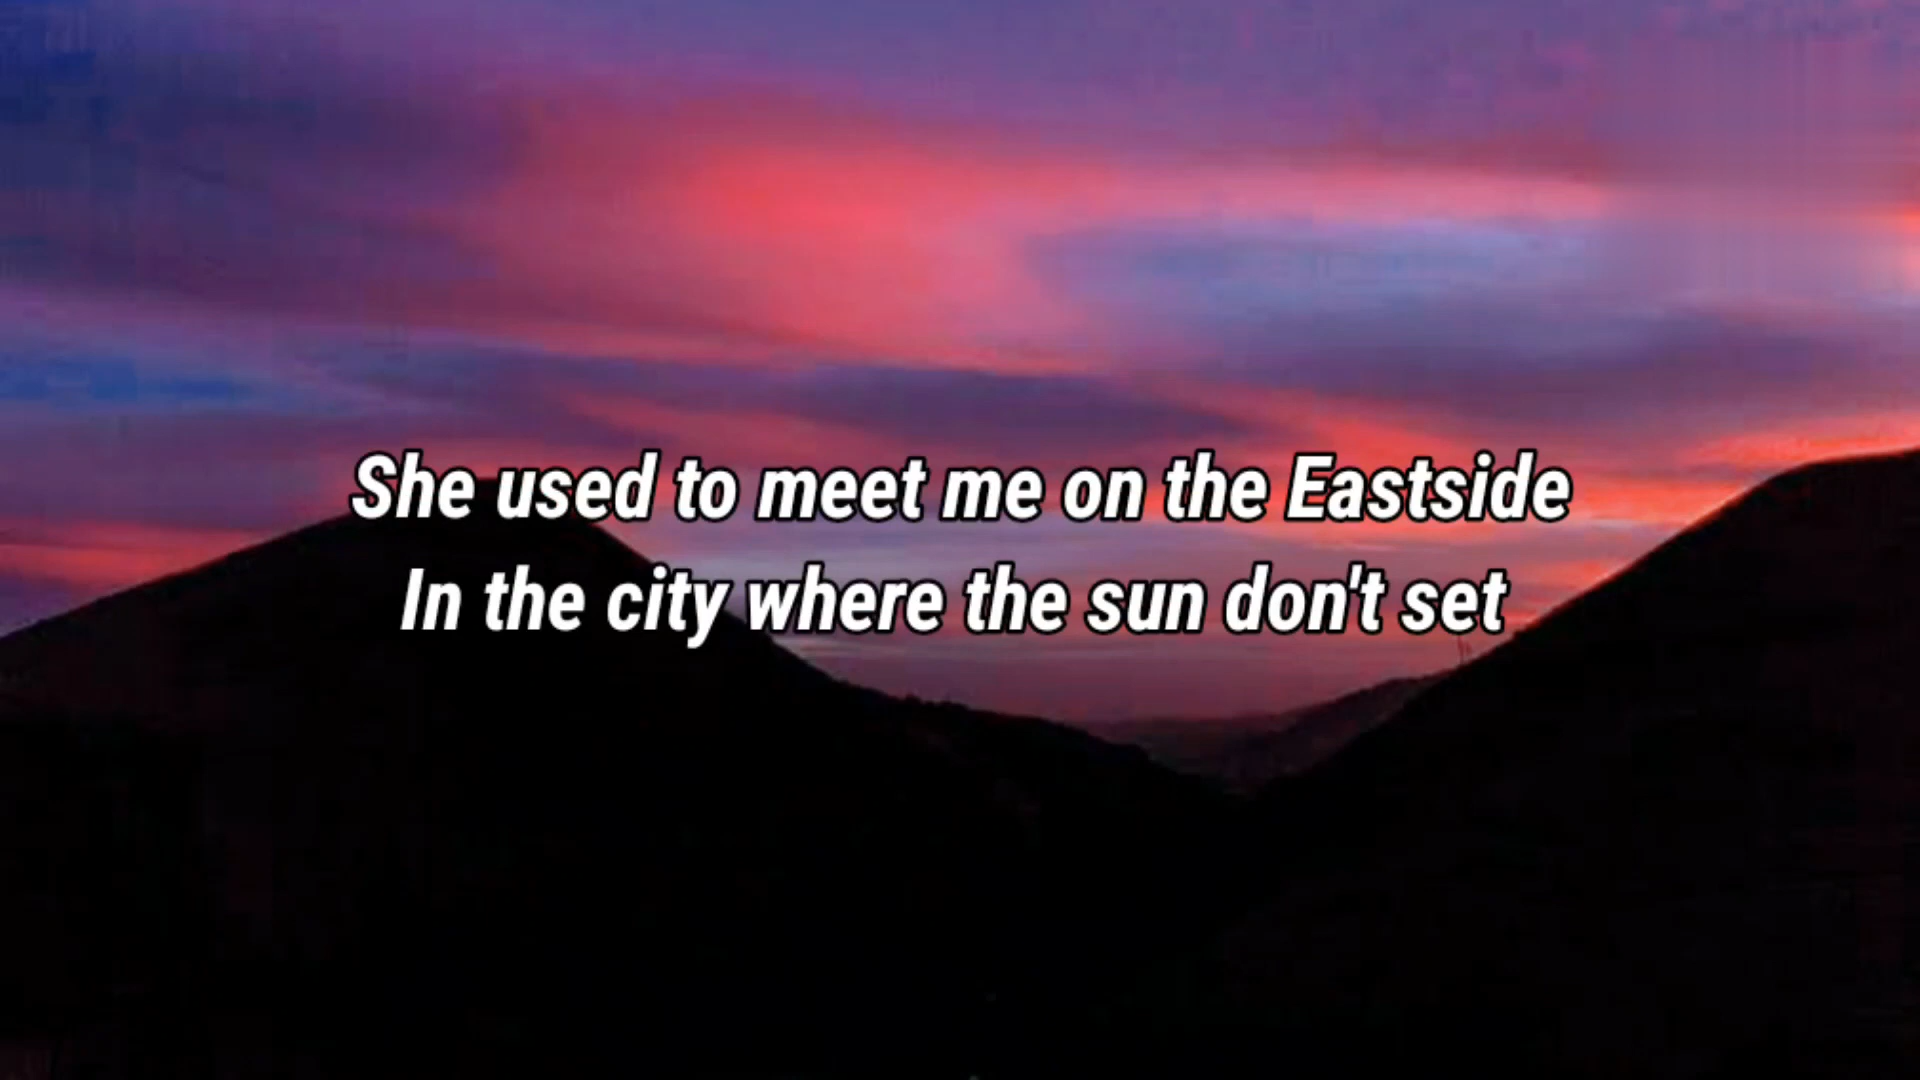 She used to meet me on the Eastside
In the city where the sun don't set